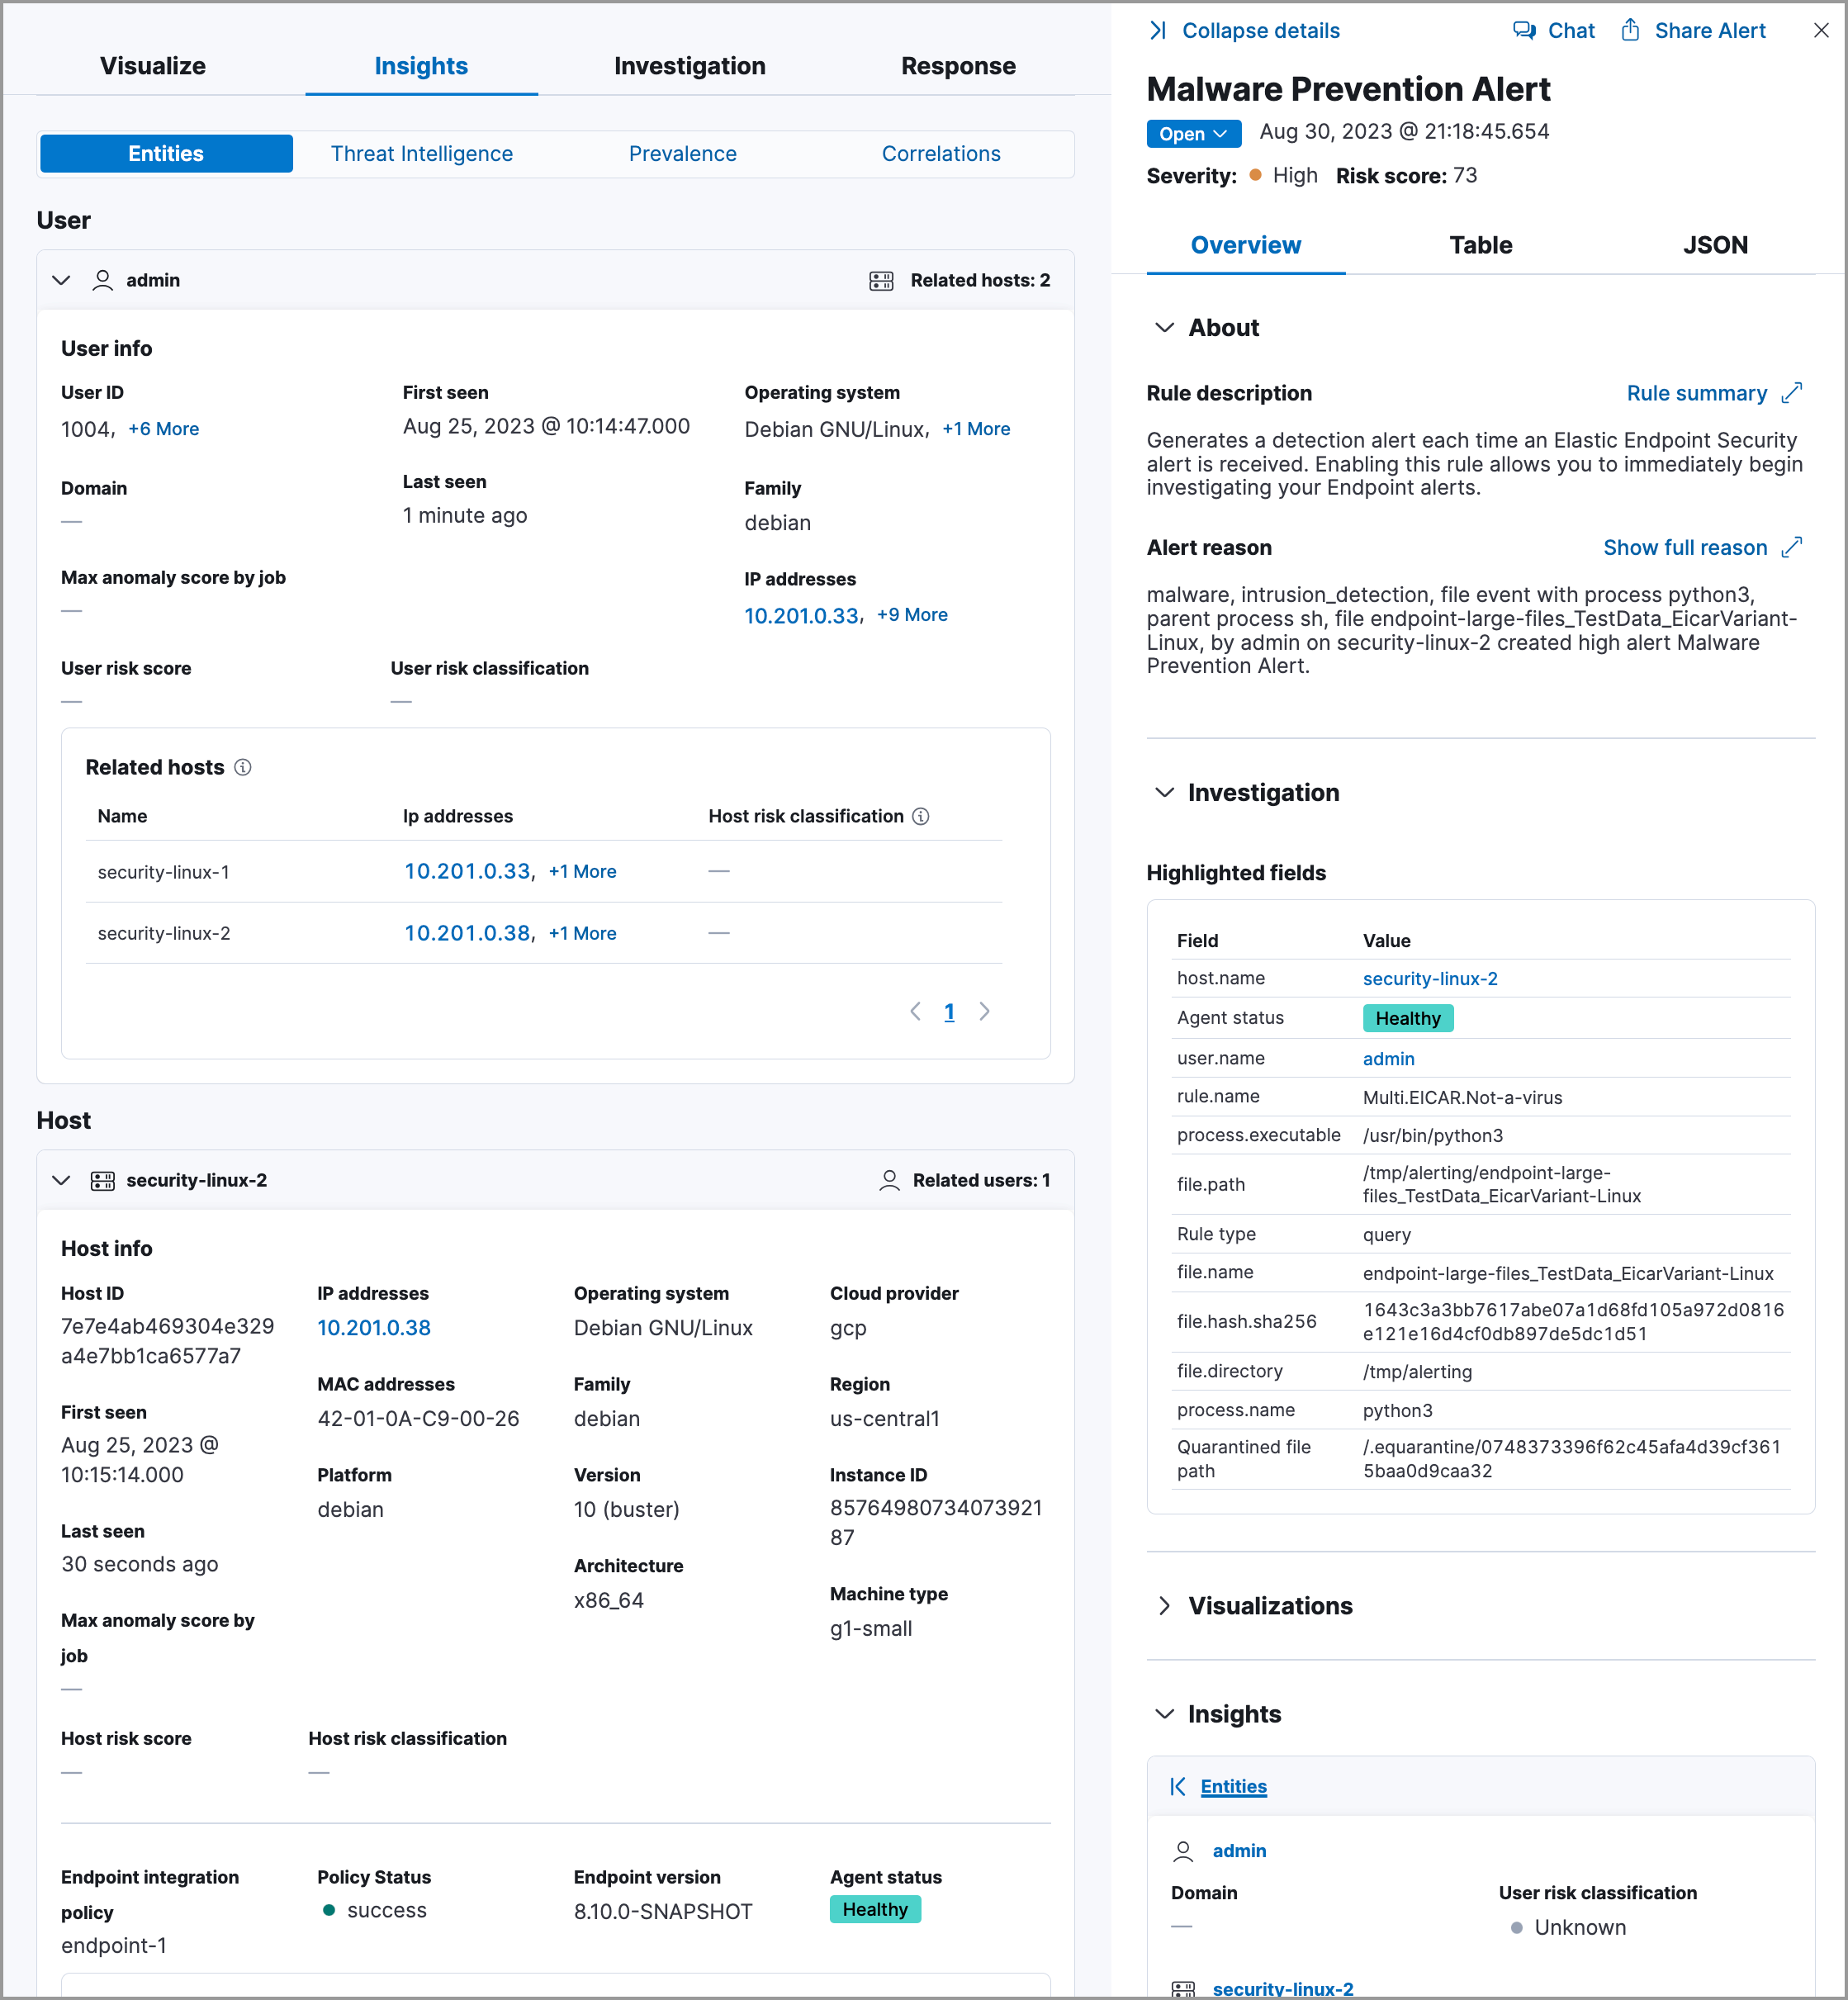 Visualize
Insights
Investigation
Response
Entities
Threat Intelligence
Prevalence
Correlations
User
admin
Related hosts: 2
User info
User ID
1004, +6 More
First seen
Aug 25, 2023 @ 10:14:47.000
Operating system
Debian GNU/Linux, +1 More
Domain
—
Last seen
1 minute ago
Family
debian
Max anomaly score by job
—
IP addresses
10.201.0.33, +9 More
User risk score
—
User risk classification
—
Related hosts
Name Ip addresses Host risk classification
security-linux-1 10.201.0.33, +1 More —
security-linux-2 10.201.0.38, +1 More —
1
Host
security-linux-2
Related users: 1
Host info
Host ID
7e7e4ab469304e329
a4e7bb1ca6577a7
First seen
Aug 25, 2023 @
10:15:14.000
Last seen
30 seconds ago
Max anomaly score by
job
—
IP addresses
10.201.0.38
MAC addresses
42-01-0A-C9-00-26
Platform
debian
Operating system
Debian GNU/Linux
Family
debian
Version
10 (buster)
Architecture
x86_64
Cloud provider
gcp
Region
us-central1
Instance ID
85764980734073921
87
Machine type
g1-small
Host risk score
—
Host risk classification
—
Endpoint integration
policy
endpoint-1
Policy Status
success
Endpoint version
8.10.0-SNAPSHOT
Agent status
Healthy
Collapse details
Chat
Share Alert
Malware Prevention Alert
Open Aug 30, 2023 @ 21:18:45.654
Severity: High Risk score: 73
Overview
Table
JSON
About
Rule description
Rule summary
Generates a detection alert each time an Elastic Endpoint Security
alert is received. Enabling this rule allows you to immediately begin
investigating your Endpoint alerts.
Alert reason
Show full reason
malware, intrusion_detection, file event with process python3,
parent process sh, file endpoint-large-files_TestData_EicarVariant-
Linux, by admin on security-linux-2 created high alert Malware
Prevention Alert.
Investigation
Highlighted fields
Field Value
host.name security-linux-2
Agent status Healthy
user.name admin
rule.name Multi.EICAR.Not-a-virus
process.executable /usr/bin/python3
file.path /tmp/alerting/endpoint-large-
files_TestData_EicarVariant-Linux
Rule type query
file.name endpoint-large-files_TestData_EicarVariant-Linux
file.hash.sha256 1643c3a3bb7617abe07a1d68fd105a972d0816
e121e16d4cf0db897de5dc1d51
file.directory /tmp/alerting
process.name python3
Quarantined file /.equarantine/0748373396f62c45afa4d39cf361
path 5baa0d9caa32
Visualizations
Insights
Entities
admin
Domain
—
User risk classification
Unknown
security-linux-2